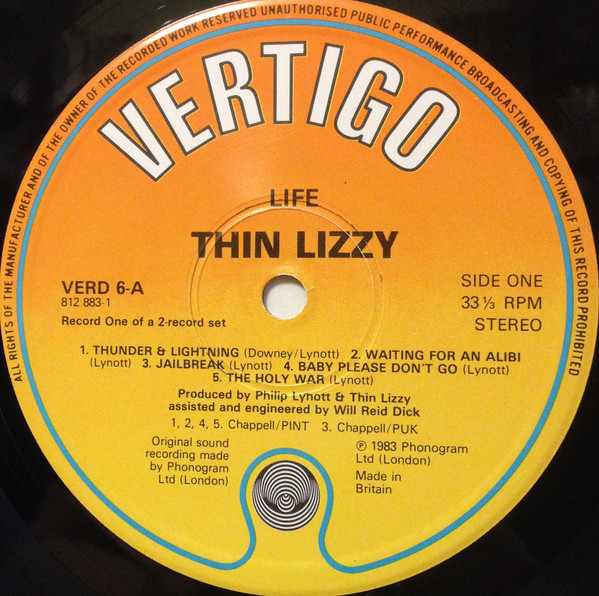 ALL RIGHTS OF THE MANUFACTURER AND OF THE OWNER OF THE RECORDED WORK RESERVED UNAUTHORISED PUBLIC PERFORMANCE BROADCASTING AND COPYING OF THIS RECORD PROHIBITED
VERTIGO
LIFE
THIN LIZZY
VERD 6-A
812 883-1
Record One of a 2-record set
SIDE ONE
33 ⅓ RPM
STEREO
1. THUNDER & LIGHTNING (Downey/Lynott) 2. WAITING FOR AN ALIBI
(Lynott) 3. JAILBREAK (Lynott) 4. BABY PLEASE DON'T GO (Lynott)
5. THE HOLY WAR (Lynott)
Produced by Philip Lynott & Thin Lizzy
assisted and engineered by Will Reid Dick
1, 2, 4, 5. Chappell/PINT 3. Chappell/PUK
Original sound
recording made
by Phonogram
Ltd (London)
℗ 1983 Phonogram
Ltd (London)
Made in
Britain